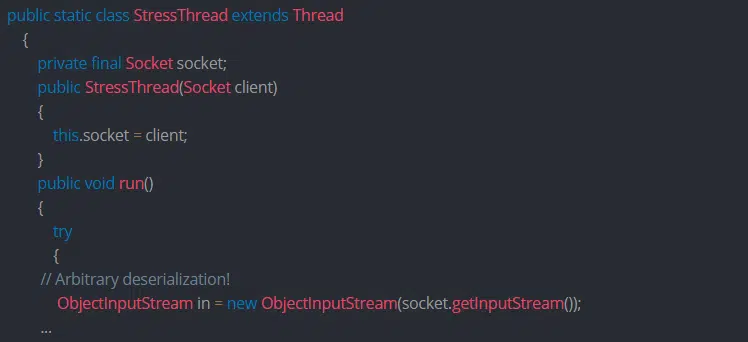 public static class StressThread extends Thread
{
private final Socket socket;
public StressThread(Socket client)
{
this.socket = client;
}
public void run()
{
try
{
// Arbitrary deserialization!
ObjectInputStream in = new ObjectInputStream(socket.getInputStream());
...